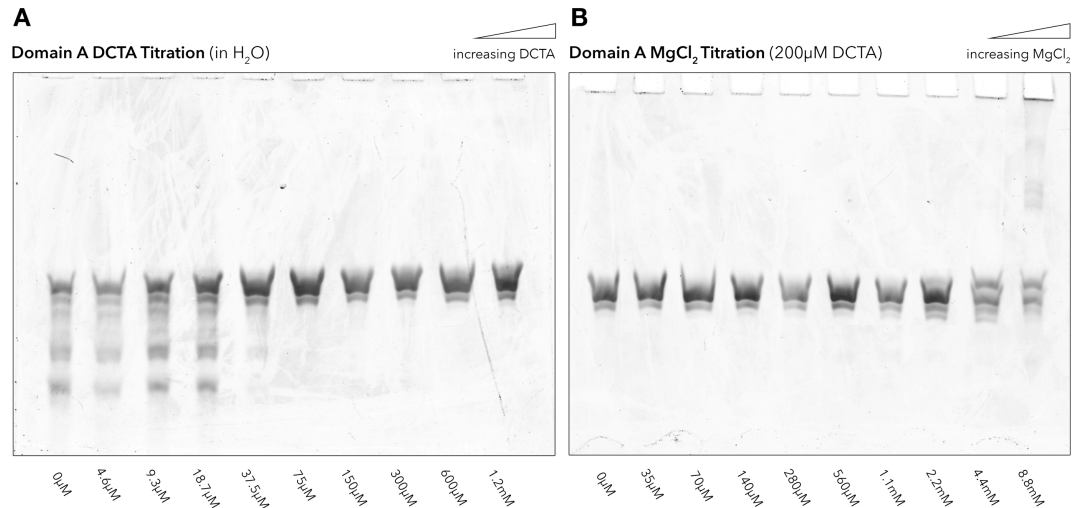 A
Domain A DCTA Titration (in H₂O)
increasing DCTA
0µM 4.6µM 9.3µM 18.7µM 37.5µM 75µM 150µM 300µM 600µM 1.2mM
B
Domain A MgCl₂ Titration (200µM DCTA)
increasing MgCl₂
0µM 35µM 70µM 140µM 280µM 560µM 1.1mM 2.2mM 4.4mM 8.8mM